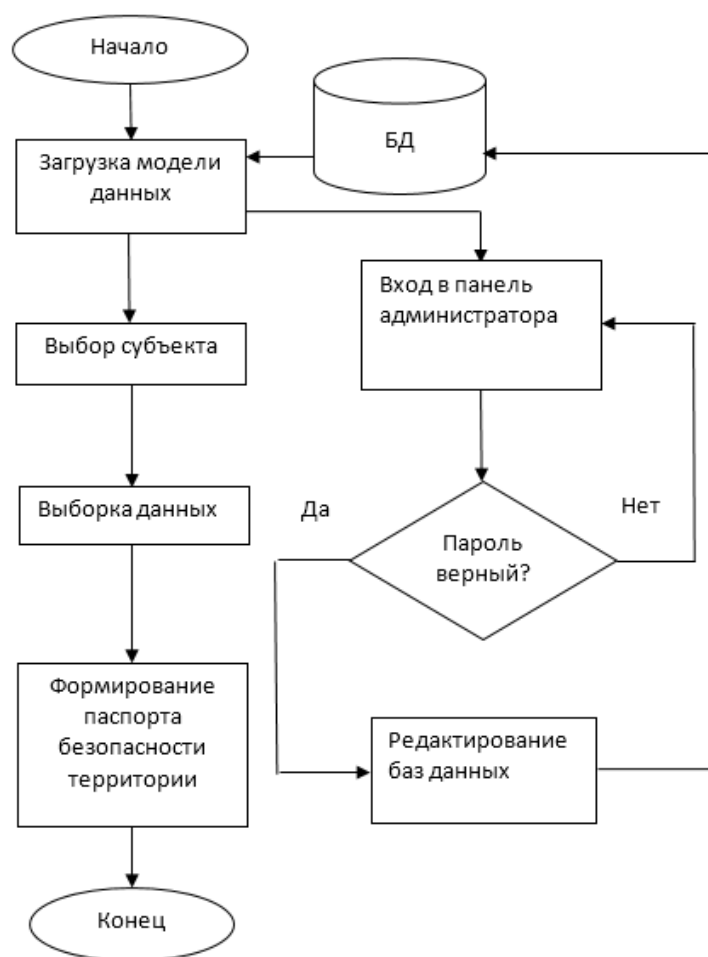 Начало
БД
Загрузка модели
данных
Вход в панель
администратора
Выбор субъекта
Выборка данных
Да
Нет
Пароль
верный?
Формирование
паспорта
безопасности
территории
Редактирование
баз данных
Конец